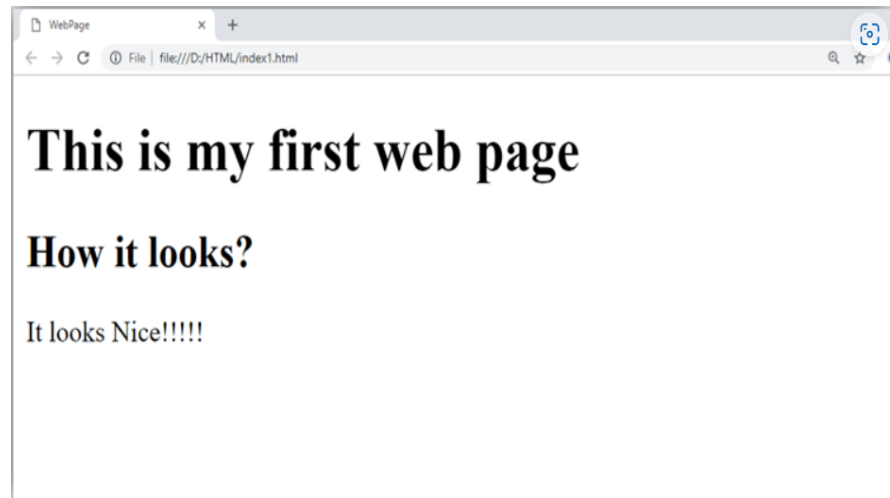 WebPage
File | file:///D:/HTML/index1.html
This is my first web page
How it looks?
It looks Nice!!!!!